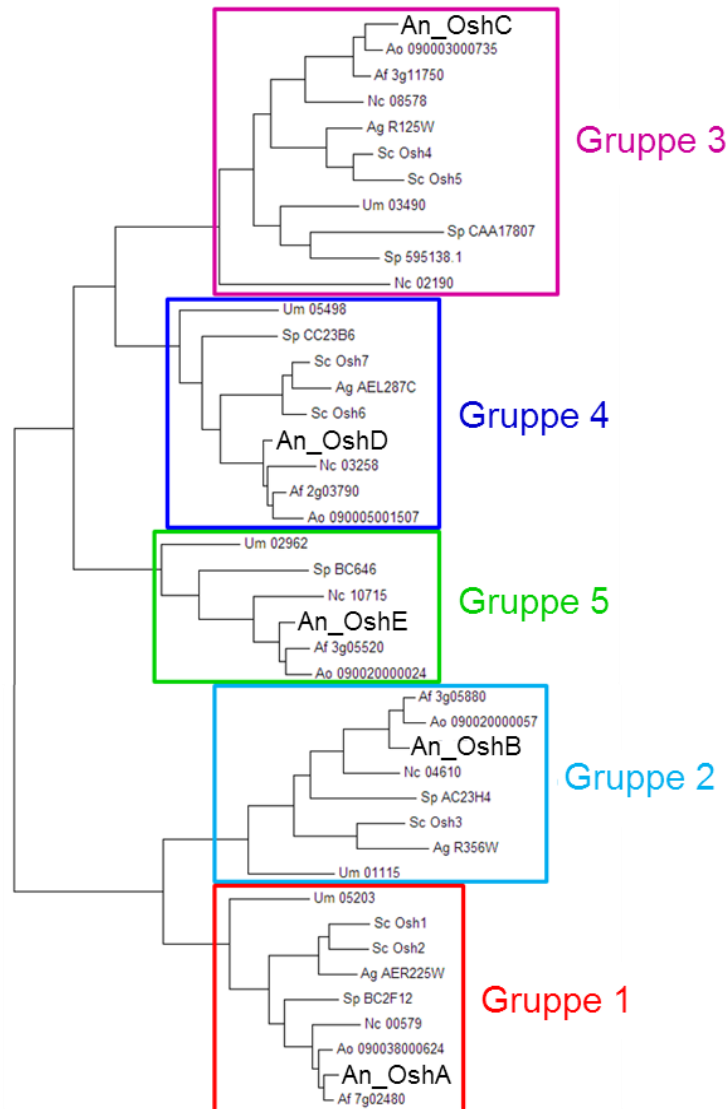 An_OshC
Ao 090003000735
Af 3g11750
Nc 08578
Ag R125W
Gruppe 3
Sc Osh4
Sc Osh5
Um 03490
Sp CAA17807
Sp 595138.1
Nc 02190
Um 05498
Sp CC23B6
Sc Osh7
Ag AEL287C
Sc Osh6
Gruppe 4
An_OshD
Nc 03258
Af 2g03790
Ao 090005001507
Um 02962
Sp BC646
Nc 10715
Gruppe 5
An_OshE
Af 3g05520
Ao 090020000024
Af 3g05880
Ao 090020000057
An_OshB
Nc 04610
Gruppe 2
Sp AC23H4
Sc Osh3
Ag R356W
Um 01115
Um 05203
Sc Osh1
Sc Osh2
Ag AER225W
Sp BC2F12
Gruppe 1
Nc 00579
Ao 090038000624
An_OshA
Af 7g02480